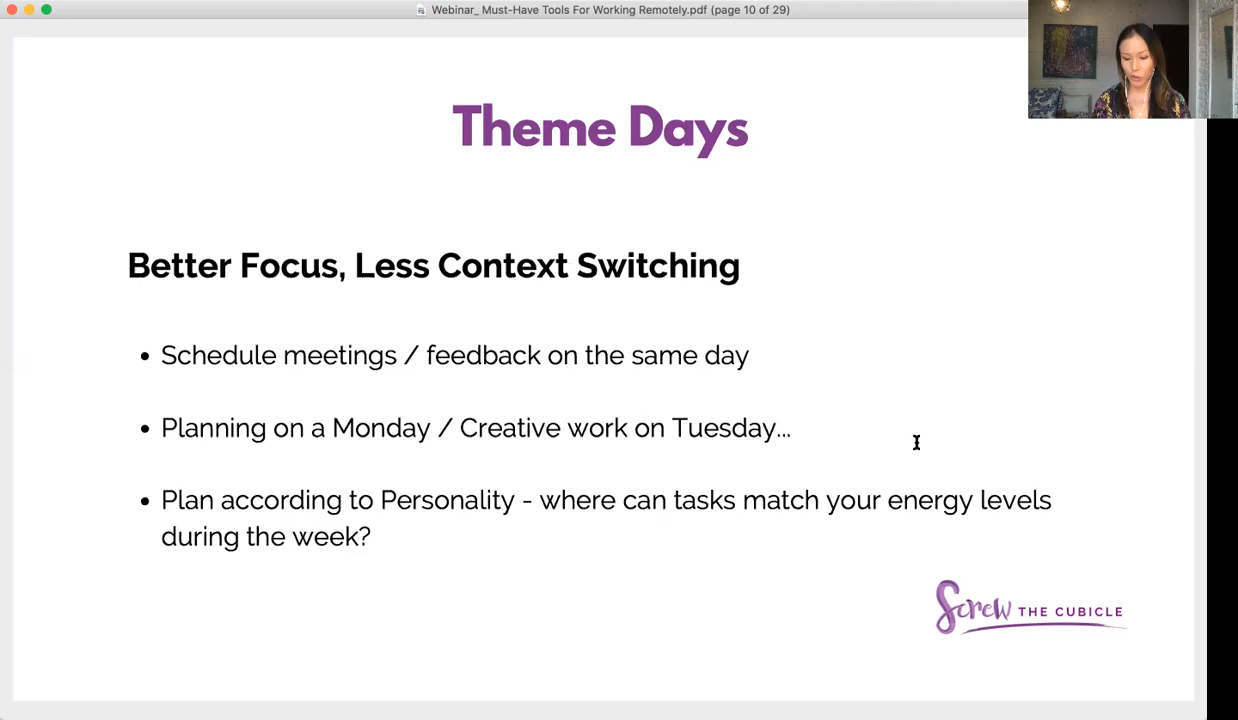 Webinar_ Must-Have Tools For Working Remotely.pdf (page 10 of 29)
Theme Days
Better Focus, Less Context Switching
• Schedule meetings / feedback on the same day
• Planning on a Monday / Creative work on Tuesday...
• Plan according to Personality - where can tasks match your energy levels
during the week?
Screw THE CUBICLE